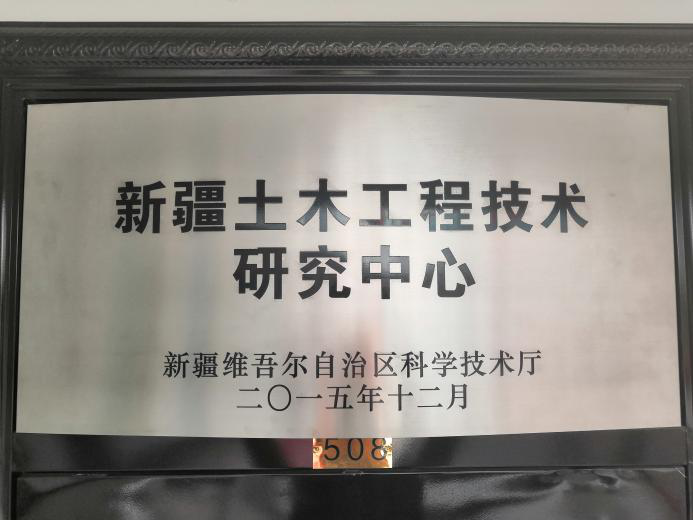 新疆土木工程技术
研究中心
新疆维吾尔自治区科学技术厅
二〇一五年十二月
508